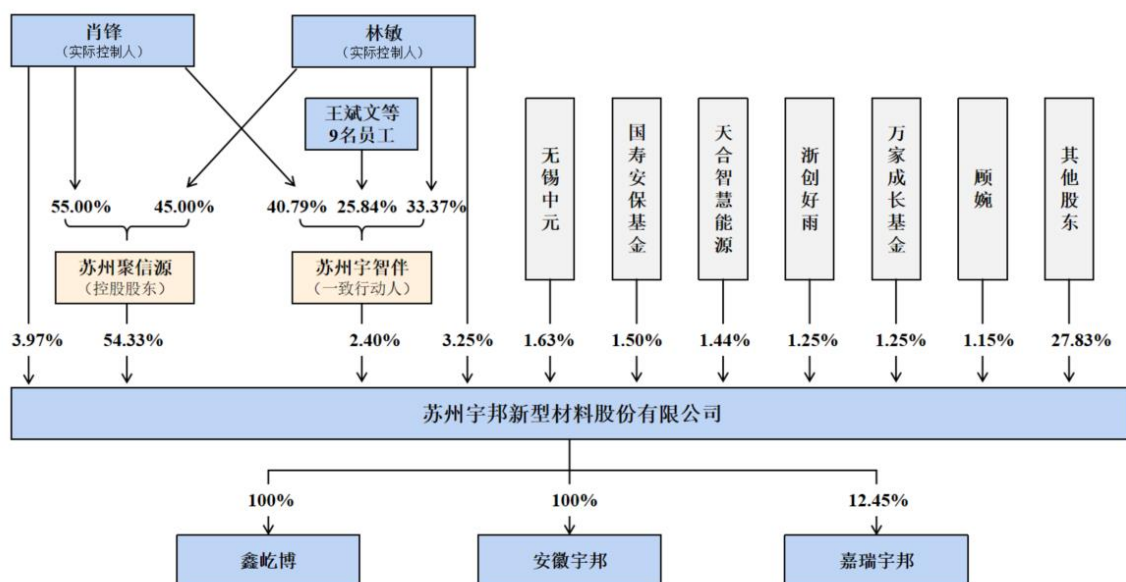 肖锋
（实际控制人）
林敏
（实际控制人）
王斌文等
9名员工
无锡中元
国寿安保基金
天合智慧能源
浙创好雨
万家成长基金
顾婉
其他股东
55.00%
45.00%
40.79%
25.84%
33.37%
苏州聚信源
（控股股东）
苏州宇智伴
（一致行动人）
3.97%
54.33%
2.40%
3.25%
1.63%
1.50%
1.44%
1.25%
1.25%
1.15%
27.83%
苏州宇邦新型材料股份有限公司
100%
100%
12.45%
鑫屹博
安徽宇邦
嘉瑞宇邦